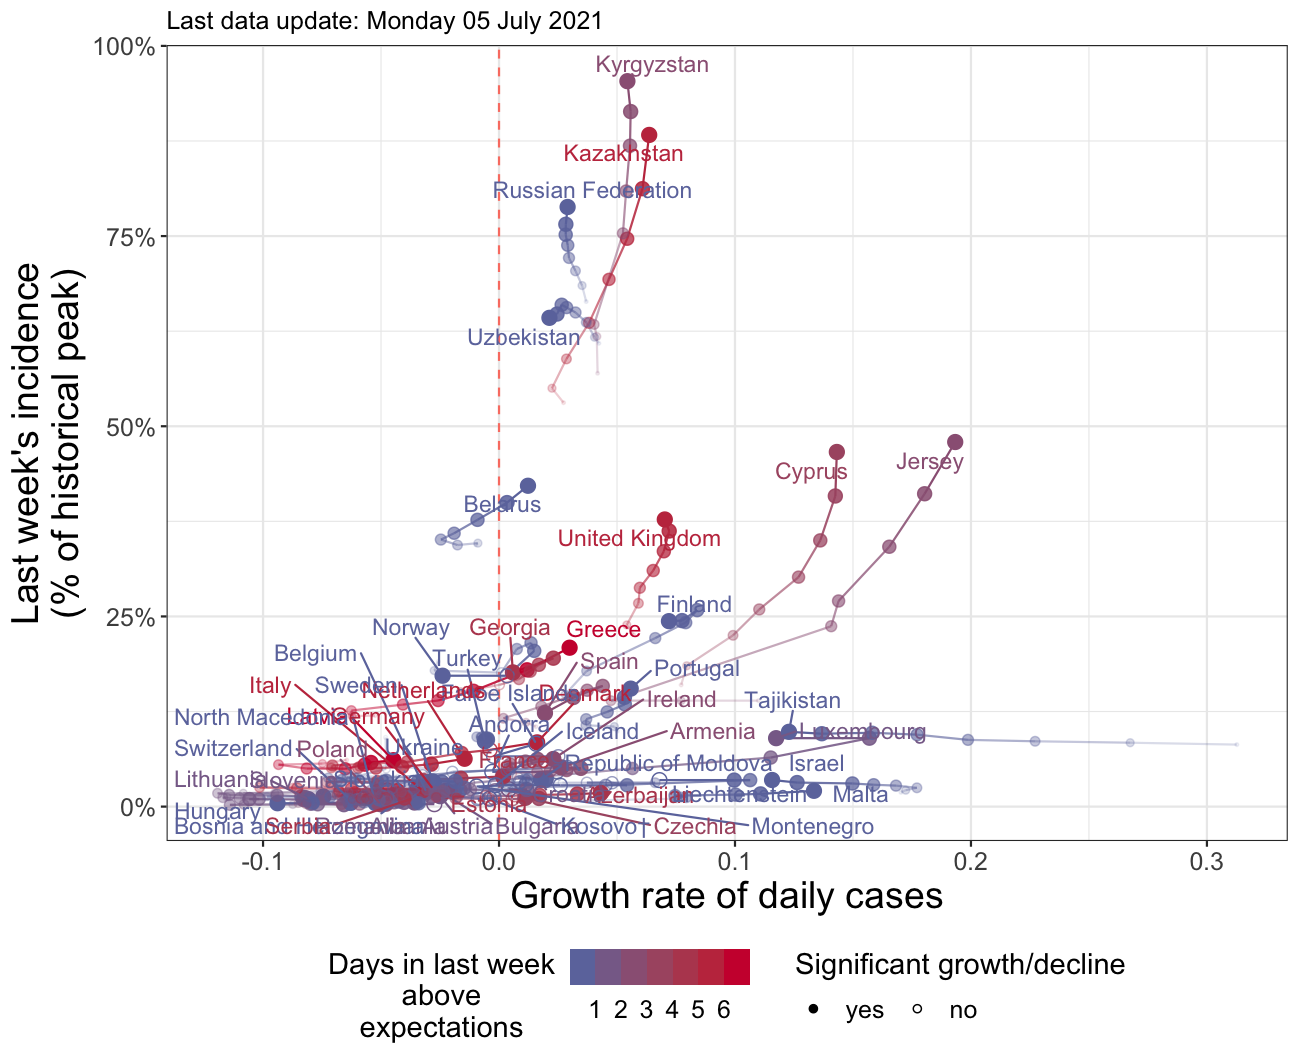 Last data update: Monday 05 July 2021
100%
Kyrgyzstan
Kazakhstan
Russian Federation
75%
Uzbekistan
50%
Cyprus
Jersey
Belarus
United Kingdom
Finland
25%
Norway
Georgia
Greece
Belgium
Turkey
Spain
Portugal
Italy
Sweden
Netherlands
Faroe Islands
Denmark
Ireland
Tajikistan
North Macedonia
Latvia
Germany
Andorra
Iceland
Armenia
Luxembourg
Switzerland
Poland
Ukraine
France
Republic of Moldova
Israel
Lithuania
Slovenia
Azerbaijan
Liechtenstein
Malta
0%
Hungary
Estonia
Bosnia and Herzegovina
Serbia
Romania
Albania
Austria
Bulgaria
Kosovo
Czechia
Montenegro
Last week's incidence
(% of historical peak)
-0.1
0.0
0.1
0.2
0.3
Growth rate of daily cases
Days in last week
above
expectations
1 2 3 4 5 6
Significant growth/decline
yes
no